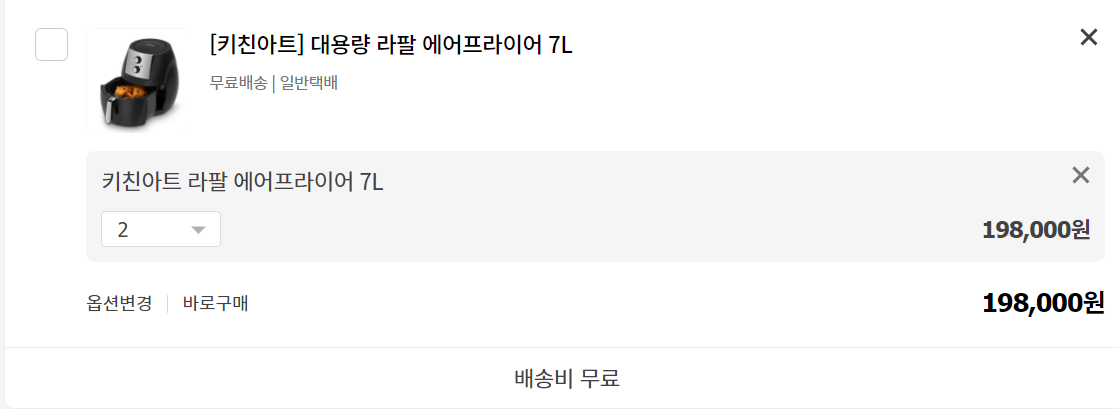 [키친아트] 대용량 라팔 에어프라이어 7L
무료배송 | 일반택배
키친아트 라팔 에어프라이어 7L
2
198,000원
옵션변경 | 바로구매
198,000원
배송비 무료